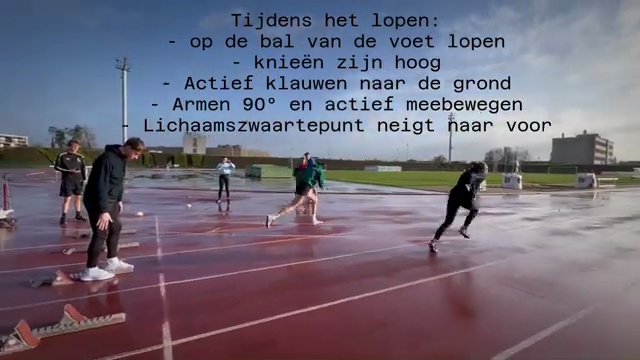 Tijdens het lopen:
- op de bal van de voet lopen
- knieën zijn hoog
- Actief klauwen naar de grond
- Armen 90° en actief meebewegen
- Lichaamszwaartepunt neigt naar voor